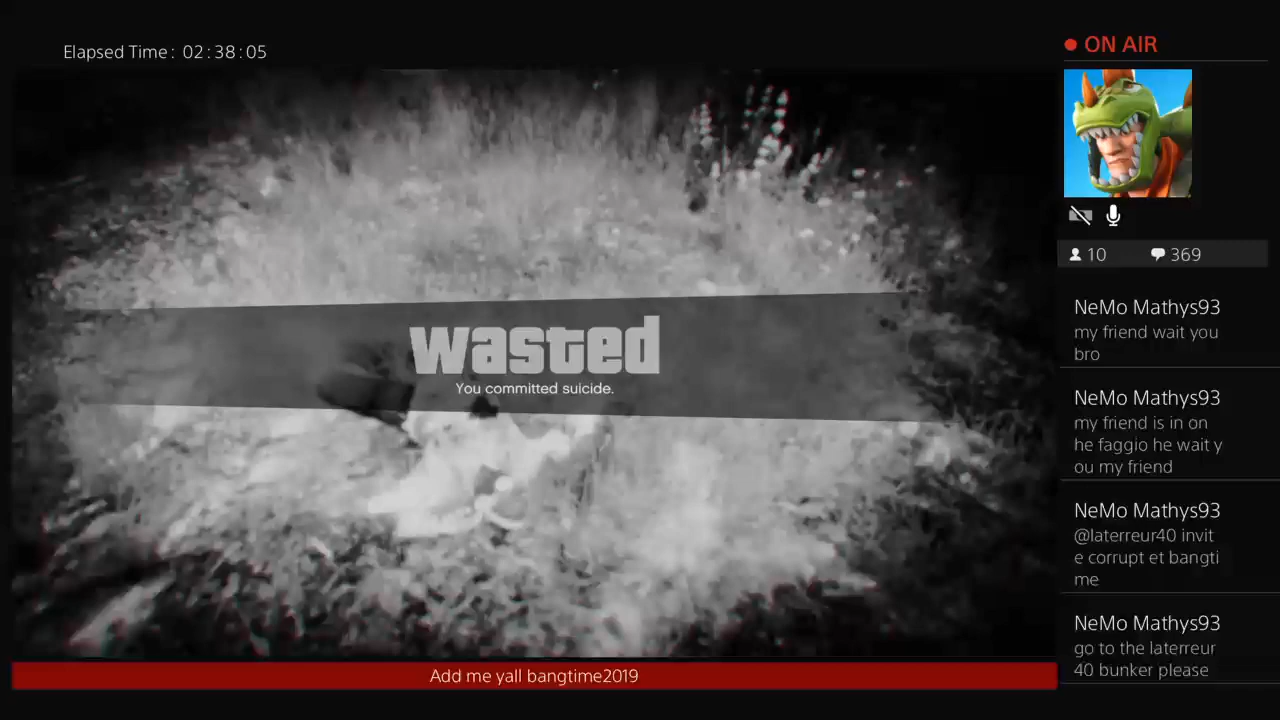 Elapsed Time: 02:38:05
ON AIR
10 369
NeMo Mathys93
my friend wait you
bro
NeMo Mathys93
my friend is in on
he faggio he wait y
ou my friend
NeMo Mathys93
@laterreur40 invit
e corrupt et bangti
me
NeMo Mathys93
go to the laterreur
40 bunker please
wasted
You committed suicide.
Add me yall bangtime2019